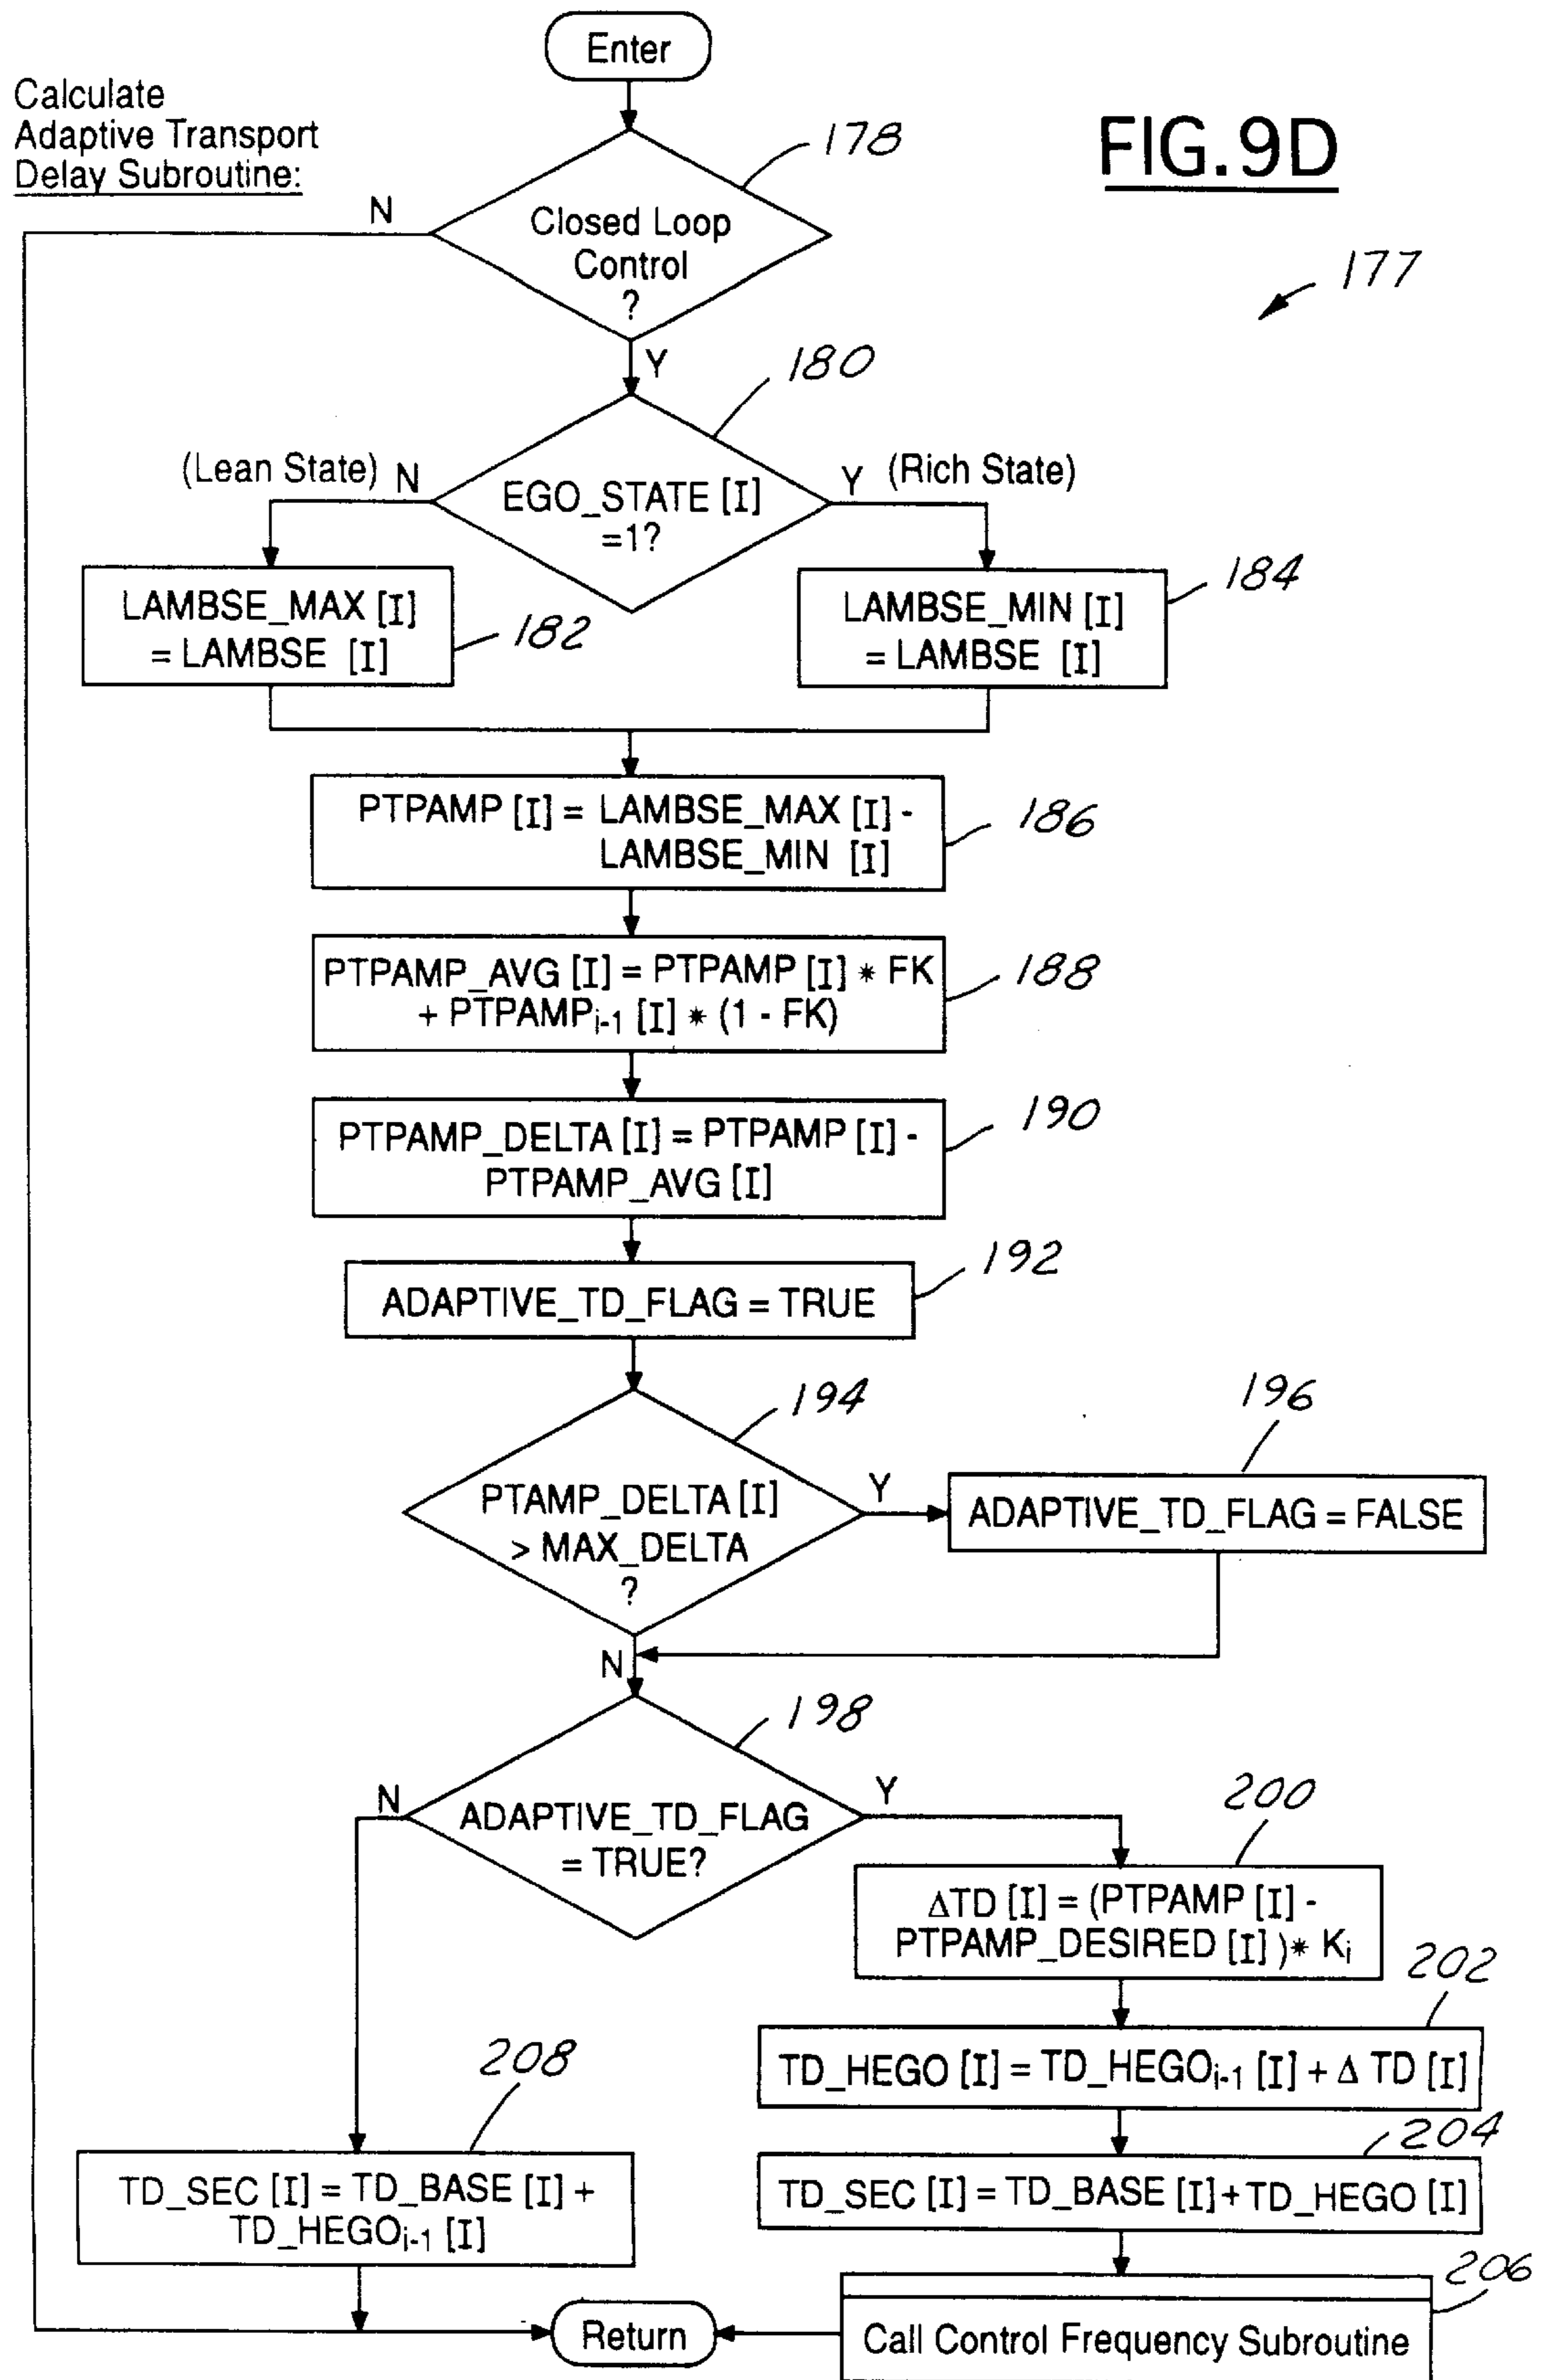 Enter
Calculate
Adaptive Transport
Delay Subroutine:
FIG.9D
178
N
Closed Loop
Control
?
177
Y
180
(Lean State) N
Y (Rich State)
EGO_STATE [I]
=1?
LAMBSE_MAX [I]
= LAMBSE [I]
182
LAMBSE_MIN [I]
= LAMBSE [I]
184
PTPAMP [I] = LAMBSE_MAX [I] -
LAMBSE_MIN [I]
186
PTPAMP_AVG [I] = PTPAMP [I] * FK
+ PTPAMPi-1 [I] * (1 - FK)
188
PTPAMP_DELTA [I] = PTPAMP [I] -
PTPAMP_AVG [I]
190
ADAPTIVE_TD_FLAG = TRUE
192
194
PTAMP_DELTA [I]
> MAX_DELTA
?
Y
196
ADAPTIVE_TD_FLAG = FALSE
N
198
N
ADAPTIVE_TD_FLAG
= TRUE?
Y
200
ΔTD [I] = (PTPAMP [I] -
PTPAMP_DESIRED [I] )* Ki
202
TD_HEGO [I] = TD_HEGOi-1 [I] + Δ TD [I]
204
TD_SEC [I] = TD_BASE [I]+TD_HEGO [I]
208
TD_SEC [I] = TD_BASE [I] +
TD_HEGOi-1 [I]
206
Call Control Frequency Subroutine
Return